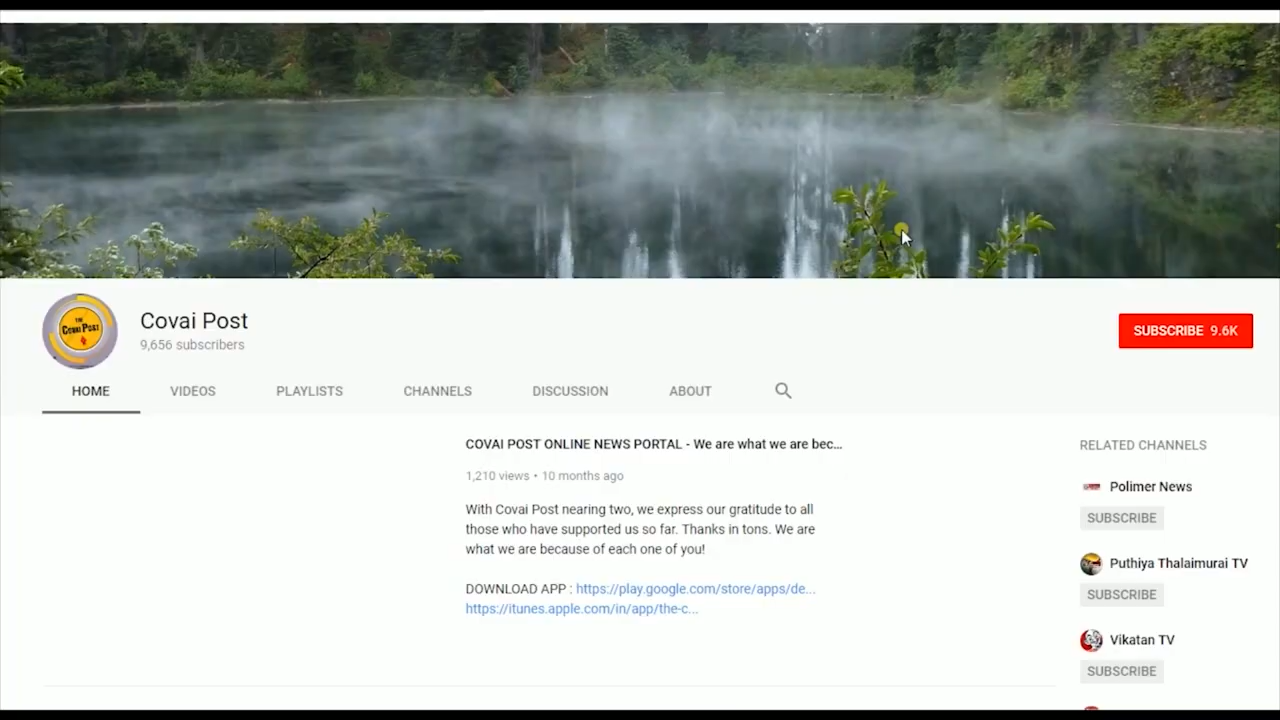 THE
COVAI POST
Covai Post
9,656 subscribers
SUBSCRIBE 9.6K
HOME VIDEOS PLAYLISTS CHANNELS DISCUSSION ABOUT
COVAI POST ONLINE NEWS PORTAL - We are what we are bec...
1,210 views • 10 months ago
With Covai Post nearing two, we express our gratitude to all
those who have supported us so far. Thanks in tons. We are
what we are because of each one of you!
DOWNLOAD APP : https://play.google.com/store/apps/de...
https://itunes.apple.com/in/app/the-c...
RELATED CHANNELS
Polimer News
SUBSCRIBE
Puthiya Thalaimurai TV
SUBSCRIBE
Vikatan TV
SUBSCRIBE